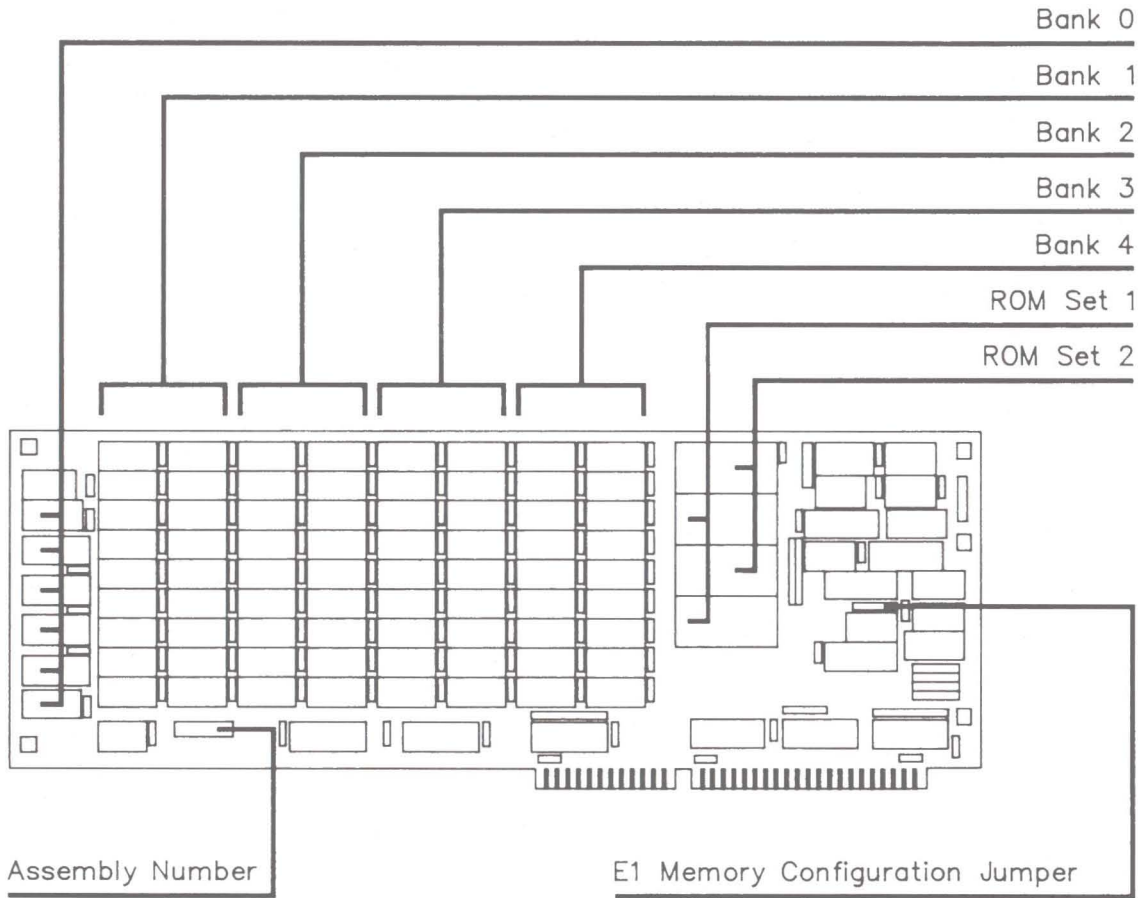 Bank 0
Bank 1
Bank 2
Bank 3
Bank 4
ROM Set 1
ROM Set 2
Assembly Number
E1 Memory Configuration Jumper